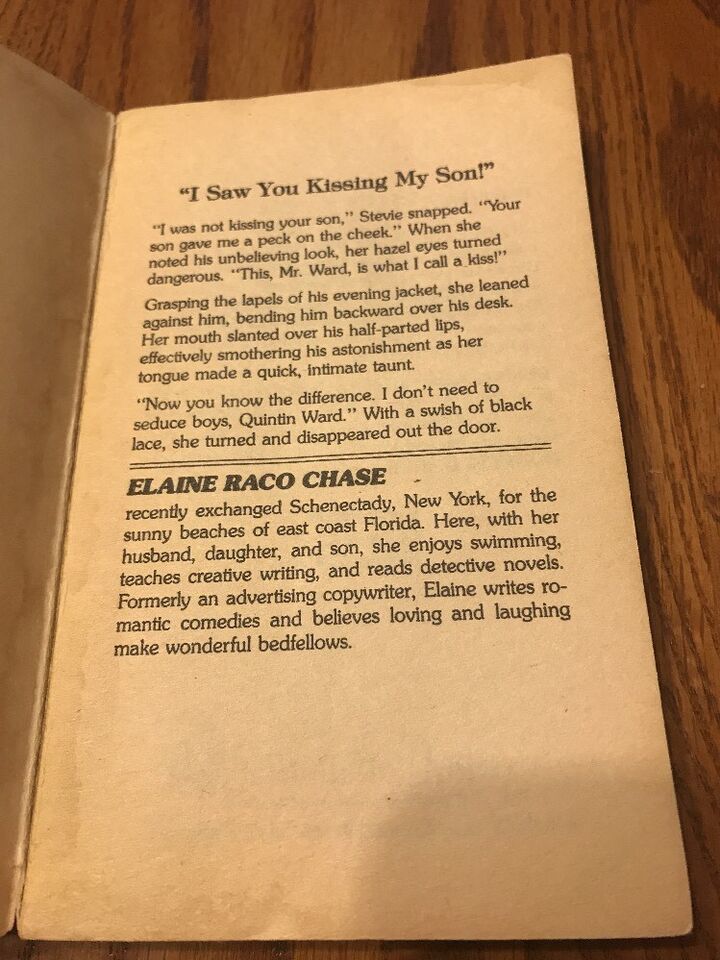 “I Saw You Kissing My Son!”
“I was not kissing your son,” Stevie snapped. “Your
son gave me a peck on the cheek.” When she
noted his unbelieving look, her hazel eyes turned
dangerous. “This, Mr. Ward, is what I call a kiss!”
Grasping the lapels of his evening jacket, she leaned
against him, bending him backward over his desk.
Her mouth slanted over his half-parted lips,
effectively smothering his astonishment as her
tongue made a quick, intimate taunt.
“Now you know the difference. I don’t need to
seduce boys, Quintin Ward.” With a swish of black
lace, she turned and disappeared out the door.
ELAINE RACO CHASE
recently exchanged Schenectady, New York, for the
sunny beaches of east coast Florida. Here, with her
husband, daughter, and son, she enjoys swimming,
teaches creative writing, and reads detective novels.
Formerly an advertising copywriter, Elaine writes ro-
mantic comedies and believes loving and laughing
make wonderful bedfellows.